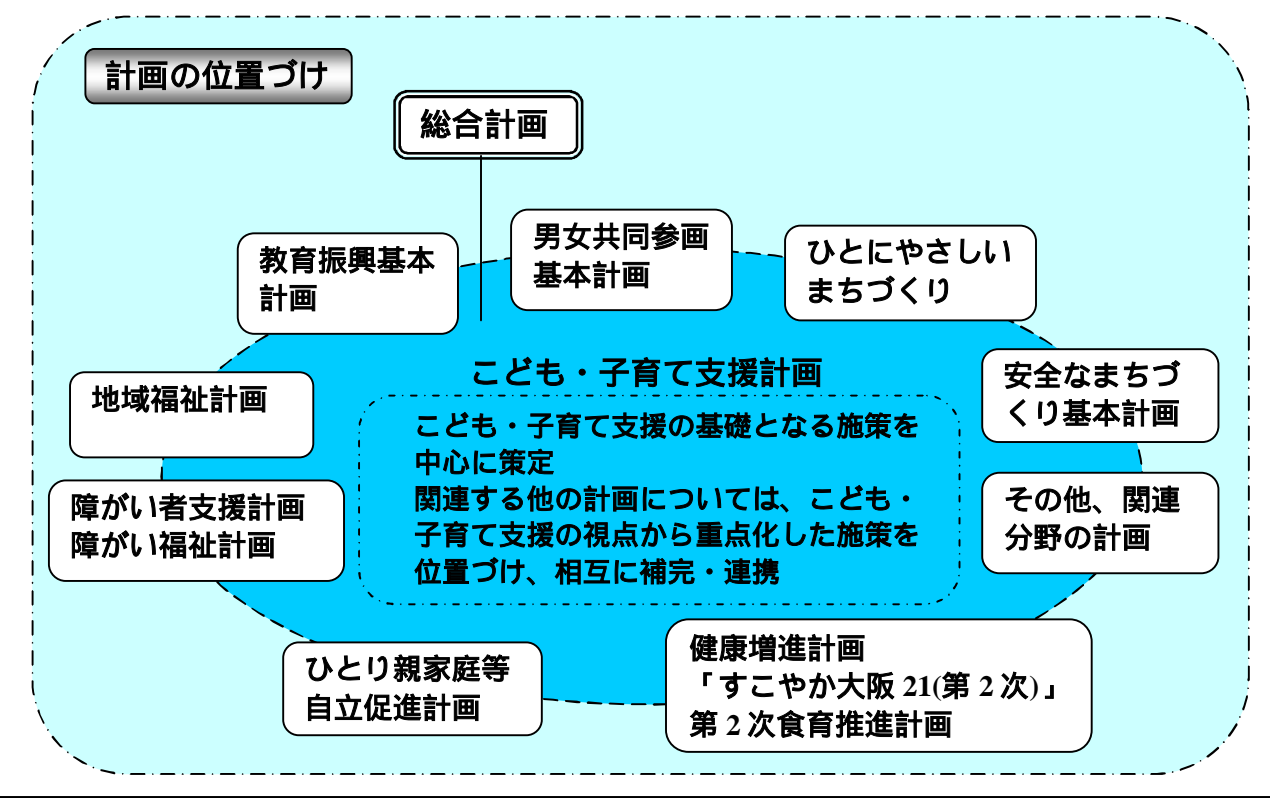 計画の位置づけ
総合計画
教育振興基本
計画
男女共同参画
基本計画
ひとにやさしい
まちづくり
地域福祉計画
こども・子育て支援計画
安全なまちづ
くり基本計画
こども・子育て支援の基礎となる施策を
中心に策定
関連する他の計画については、こども・
子育て支援の視点から重点化した施策を
位置づけ、相互に補完・連携
障がい者支援計画
障がい福祉計画
その他、関連
分野の計画
ひとり親家庭等
自立促進計画
健康増進計画
「すこやか大阪 21(第 2 次)」
第 2 次食育推進計画